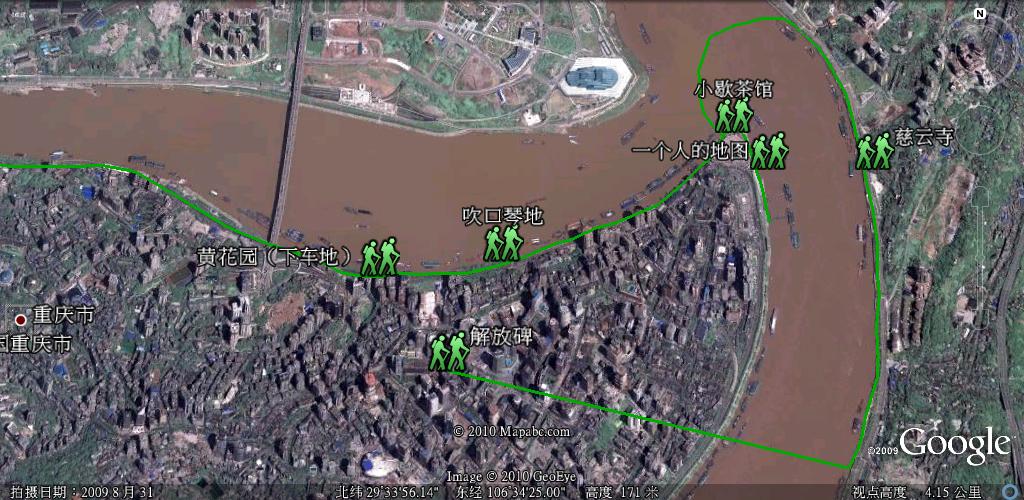 N
小歇茶馆
一个人的地图
慈云寺
吹口琴地
黄花园（下车地）
重庆市
国重庆市
解放碑
© 2010 Mapabc.com
©2009 Google
Image © 2010 GeoEye
拍摄日期：2009 8 月 31
北纬 29°33'56.14" 东经 106°34'25.00" 高度 171 米
视点高度 4.15 公里